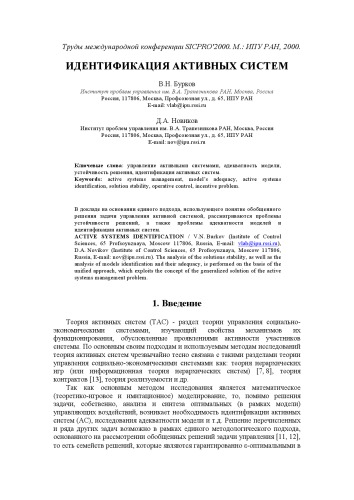 Труды международной конференции SICPRO'2000. М.: ИПУ РАН, 2000.
ИДЕНТИФИКАЦИЯ АКТИВНЫХ СИСТЕМ
В.Н. Бурков
Институт проблем управления им. В.А. Трапезникова РАН, Москва, Россия
Россия, 117806, Москва, Профсоюзная ул., д. 65, ИПУ РАН
E-mail: vlab@ipu.rssi.ru
Д.А. Новиков
Институт проблем управления им. В.А. Трапезникова РАН, Москва, Россия
Россия, 117806, Москва, Профсоюзная ул., д. 65, ИПУ РАН
E-mail: nov@ipu.rssi.ru
Ключевые слова: управление активными системами, адекватность модели,
устойчивость решения, идентификация активных систем.
Keywords: active systems management, model's adequacy, active systems
identification, solution stability, operative control, incentive problem.
В докладе на основании единого подхода, использующего понятие обобщенного
решения задачи управления активной системой, рассматриваются проблемы
устойчивости решений, а также проблемы адекватности моделей и
идентификации активных систем.
ACTIVE SYSTEMS IDENTIFICATION / V.N. Burkov (Institute of Control
Sciences, 65 Profsoyuznaya, Moscow 117806, Russia, E-mail: vlab@ipu.rssi.ru),
D.A. Novikov (Institute of Control Sciences, 65 Profsoyuznaya, Moscow 117806,
Russia, E-mail: nov@ipu.rssi.ru). The analysis of the solutions stability, as well as the
analysis of models identification and their adequacy, is performed on the basis of the
unified approach, which exploits the concept of the generalized solution of the active
systems management problem.
1. Введение
Теория активных систем (ТАС) - раздел теории управления социально-
экономическими системами, изучающий свойства механизмов их
функционирования, обусловленные проявлениями активности участников
системы. По основным своим подходам и используемым методам исследований
теория активных систем чрезвычайно тесно связана с такими разделами теории
управления социально-экономическими системами как: теория иерархических
игр (или информационная теория иерархических систем) [7, 8], теория
контрактов [13], теория реализуемости и др.
Так как основным методом исследования является математическое
(теоретико-игровое и имитационное) моделирование, то, помимо решения
задачи, собственно, анализа и синтеза оптимальных (в рамках модели)
управляющих воздействий, возникает необходимость идентификации активных
систем (АС), исследования адекватности модели и т.д. Решение перечисленных
и ряда других задач возможно в рамках единого методологического подхода,
основанного на рассмотрении обобщенных решений задачи управления [11, 12],
то есть семейств решений, которые являются гарантированно ε-оптимальными в